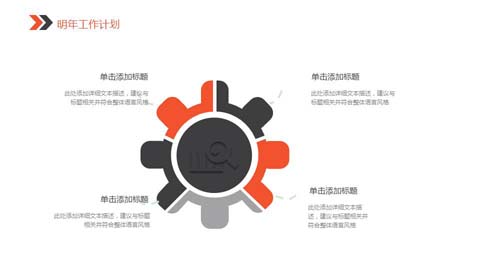 明年工作计划
单击添加标题
此处添加详细文本描述，建议与
标题相关并符合整体语言风格
单击添加标题
此处添加详细文本描述，建议与
标题相关并符合整体语言风格
单击添加标题
此处添加详细文本描述，建议与标题
相关并符合整体语言风格
单击添加标题
此处添加详细文本描
述，建议与标题相关并
符合整体语言风格